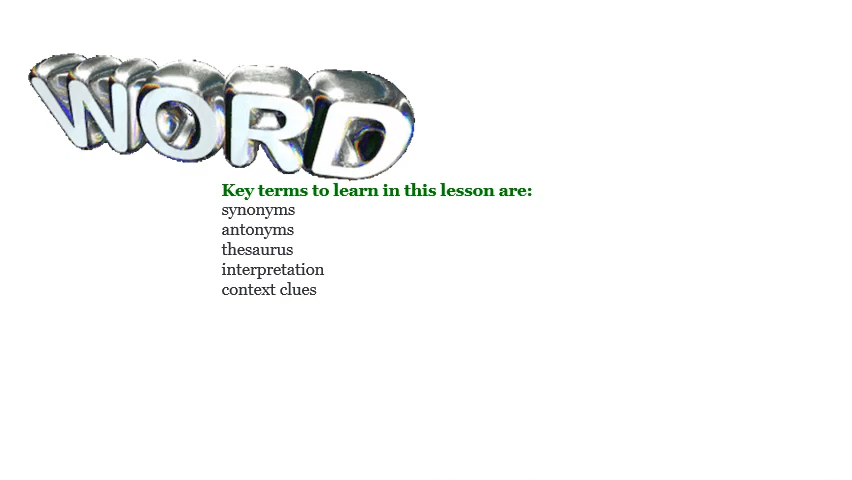 WORD
Key terms to learn in this lesson are:
synonyms
antonyms
thesaurus
interpretation
context clues